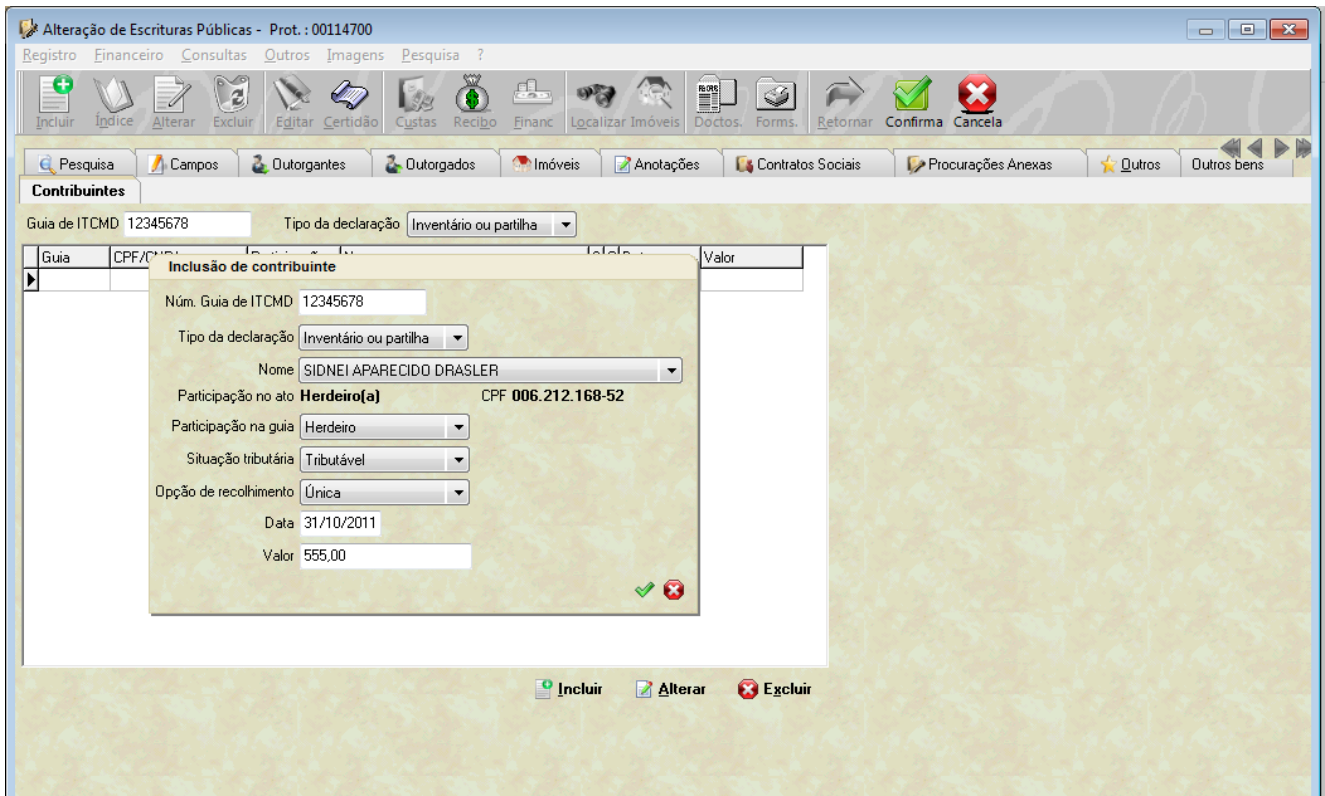 Alteração de Escrituras Públicas - Prot. : 00114700
Registro Financeiro Consultas Outros Imagens Pesquisa ?
Incluir Índice Alterar Excluir Editar Certidão Custas Recibo Financ Localizar Imóveis Doctos. Forms. Retornar Confirma Cancela
Pesquisa Campos Outorgantes Outorgados Imóveis Anotações Contratos Sociais Procurações Anexas Outros Outros bens
Contribuintes
Guia de ITCMD 12345678 Tipo da declaração Inventário ou partilha
Guia Valor
Inclusão de contribuinte
Núm. Guia de ITCMD 12345678
Tipo da declaração Inventário ou partilha
Nome SIDNEI APARECIDO DRASLER
Participação no ato Herdeiro(a) CPF 006.212.168-52
Participação na guia Herdeiro
Situação tributária Tributável
Opção de recolhimento Única
Data 31/10/2011
Valor 555,00
Incluir Alterar Excluir